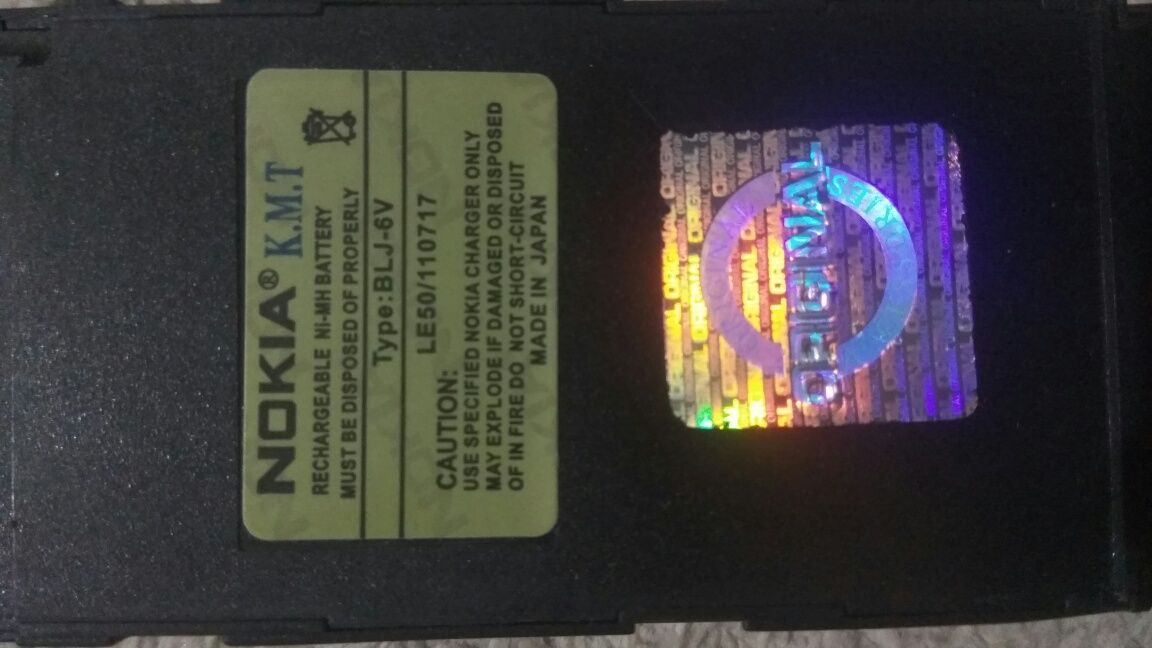 NOKIA® K.M.T
RECHARGEABLE Ni-MH BATTERY
MUST BE DISPOSED OF PROPERLY
Type:BLJ-6V
LE50/110717
CAUTION:
USE SPECIFIED NOKIA CHARGER ONLY
MAY EXPLODE IF DAMAGED OR DISPOSED
OF IN FIRE DO NOT SHORT-CIRCUIT
MADE IN JAPAN
ORIGINAL